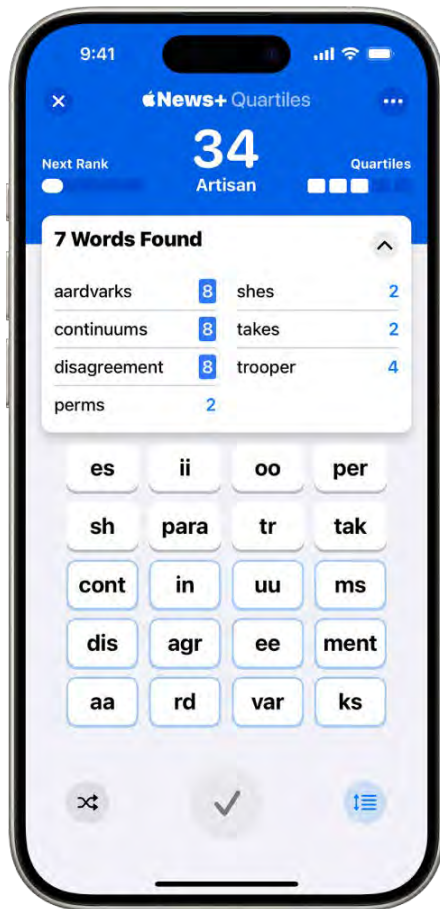 9:41
News+ Quartiles
34
Next Rank
Artisan
Quartiles
7 Words Found
aardvarks 8 shes 2
continuums 8 takes 2
disagreement 8 trooper 4
perms 2
es ii oo per
sh para tr tak
cont in uu ms
dis agr ee ment
aa rd var ks